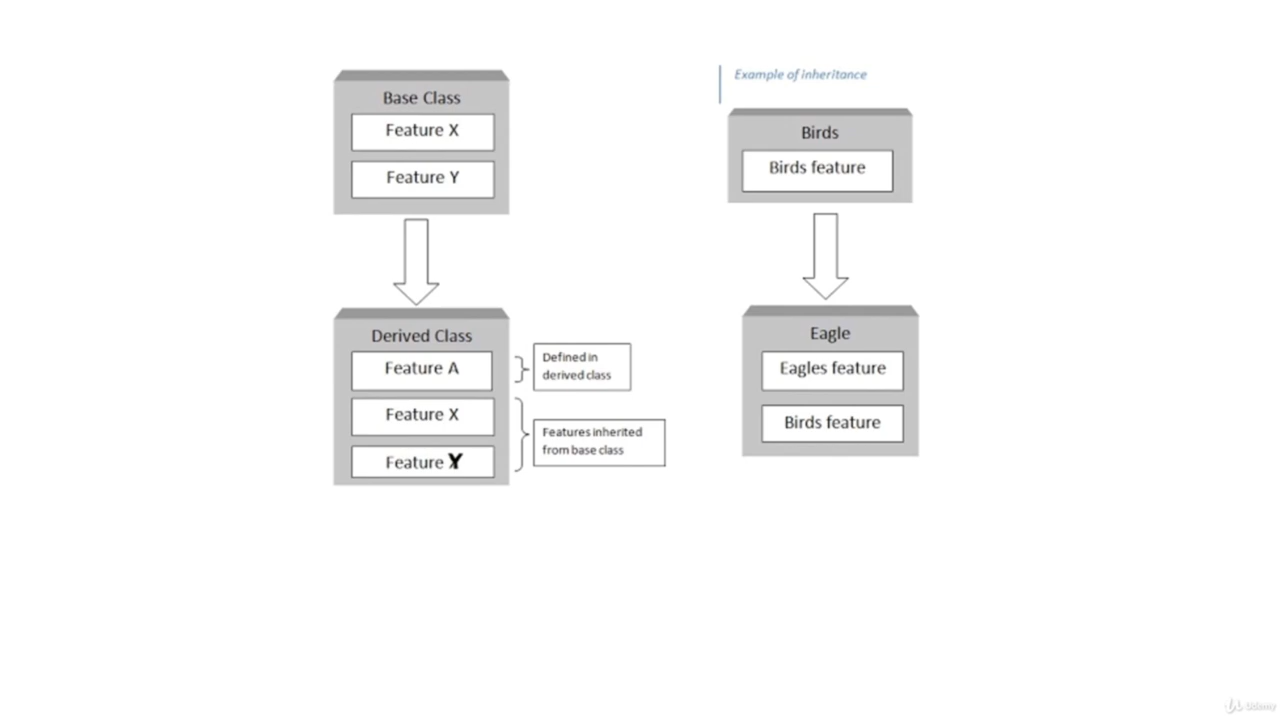 Base Class
Feature X
Feature Y
Derived Class
Feature A
Feature X
Feature Y
Defined in
derived class
Features inherited
from base class
Example of inheritance
Birds
Birds feature
Eagle
Eagles feature
Birds feature
Udemy